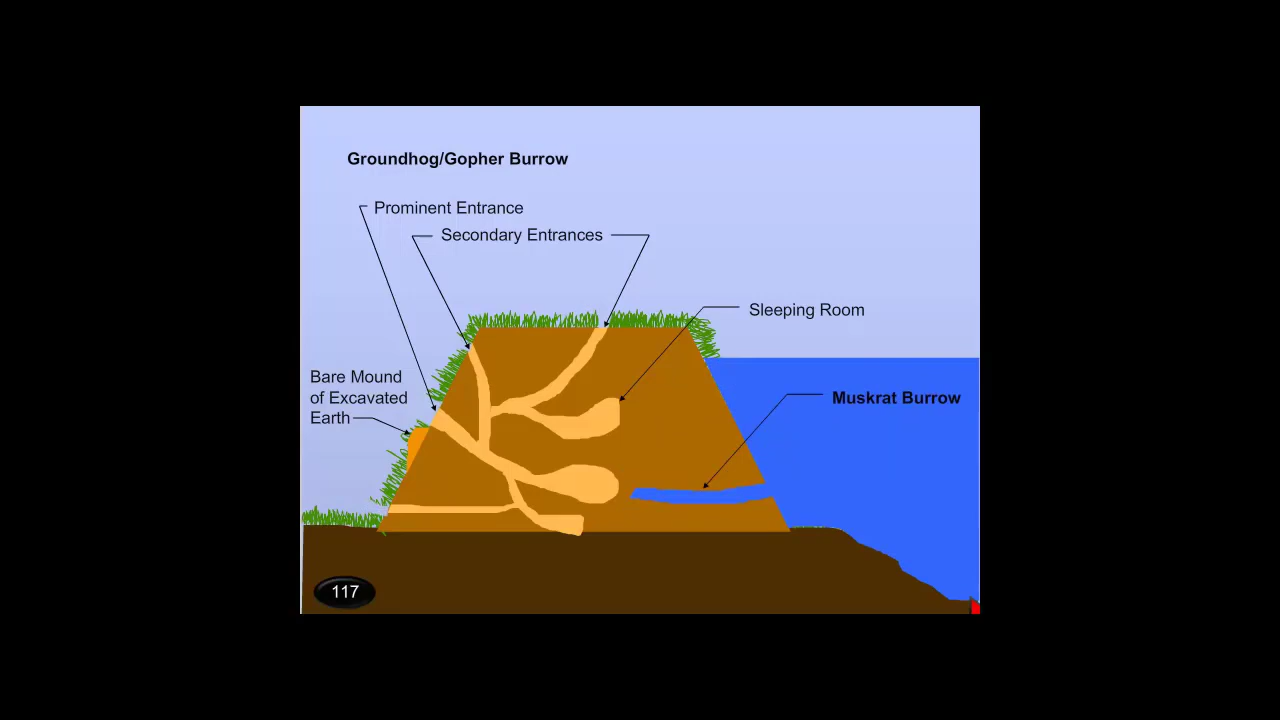 Groundhog/Gopher Burrow
Prominent Entrance
Secondary Entrances
Sleeping Room
Bare Mound
of Excavated
Earth
Muskrat Burrow
117